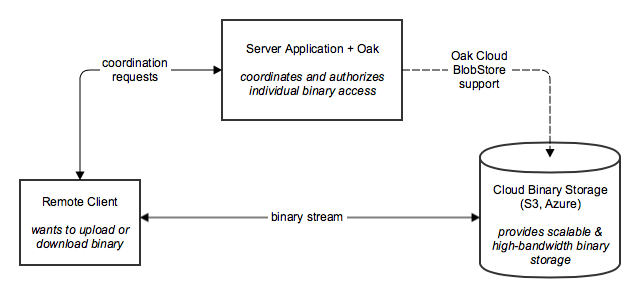 Server Application + Oak
coordinates and authorizes
individual binary access
coordination
requests
Oak Cloud
BlobStore
support
Remote Client
wants to upload or
download binary
binary stream
Cloud Binary Storage
(S3, Azure)
provides scalable &
high-bandwidth binary
storage